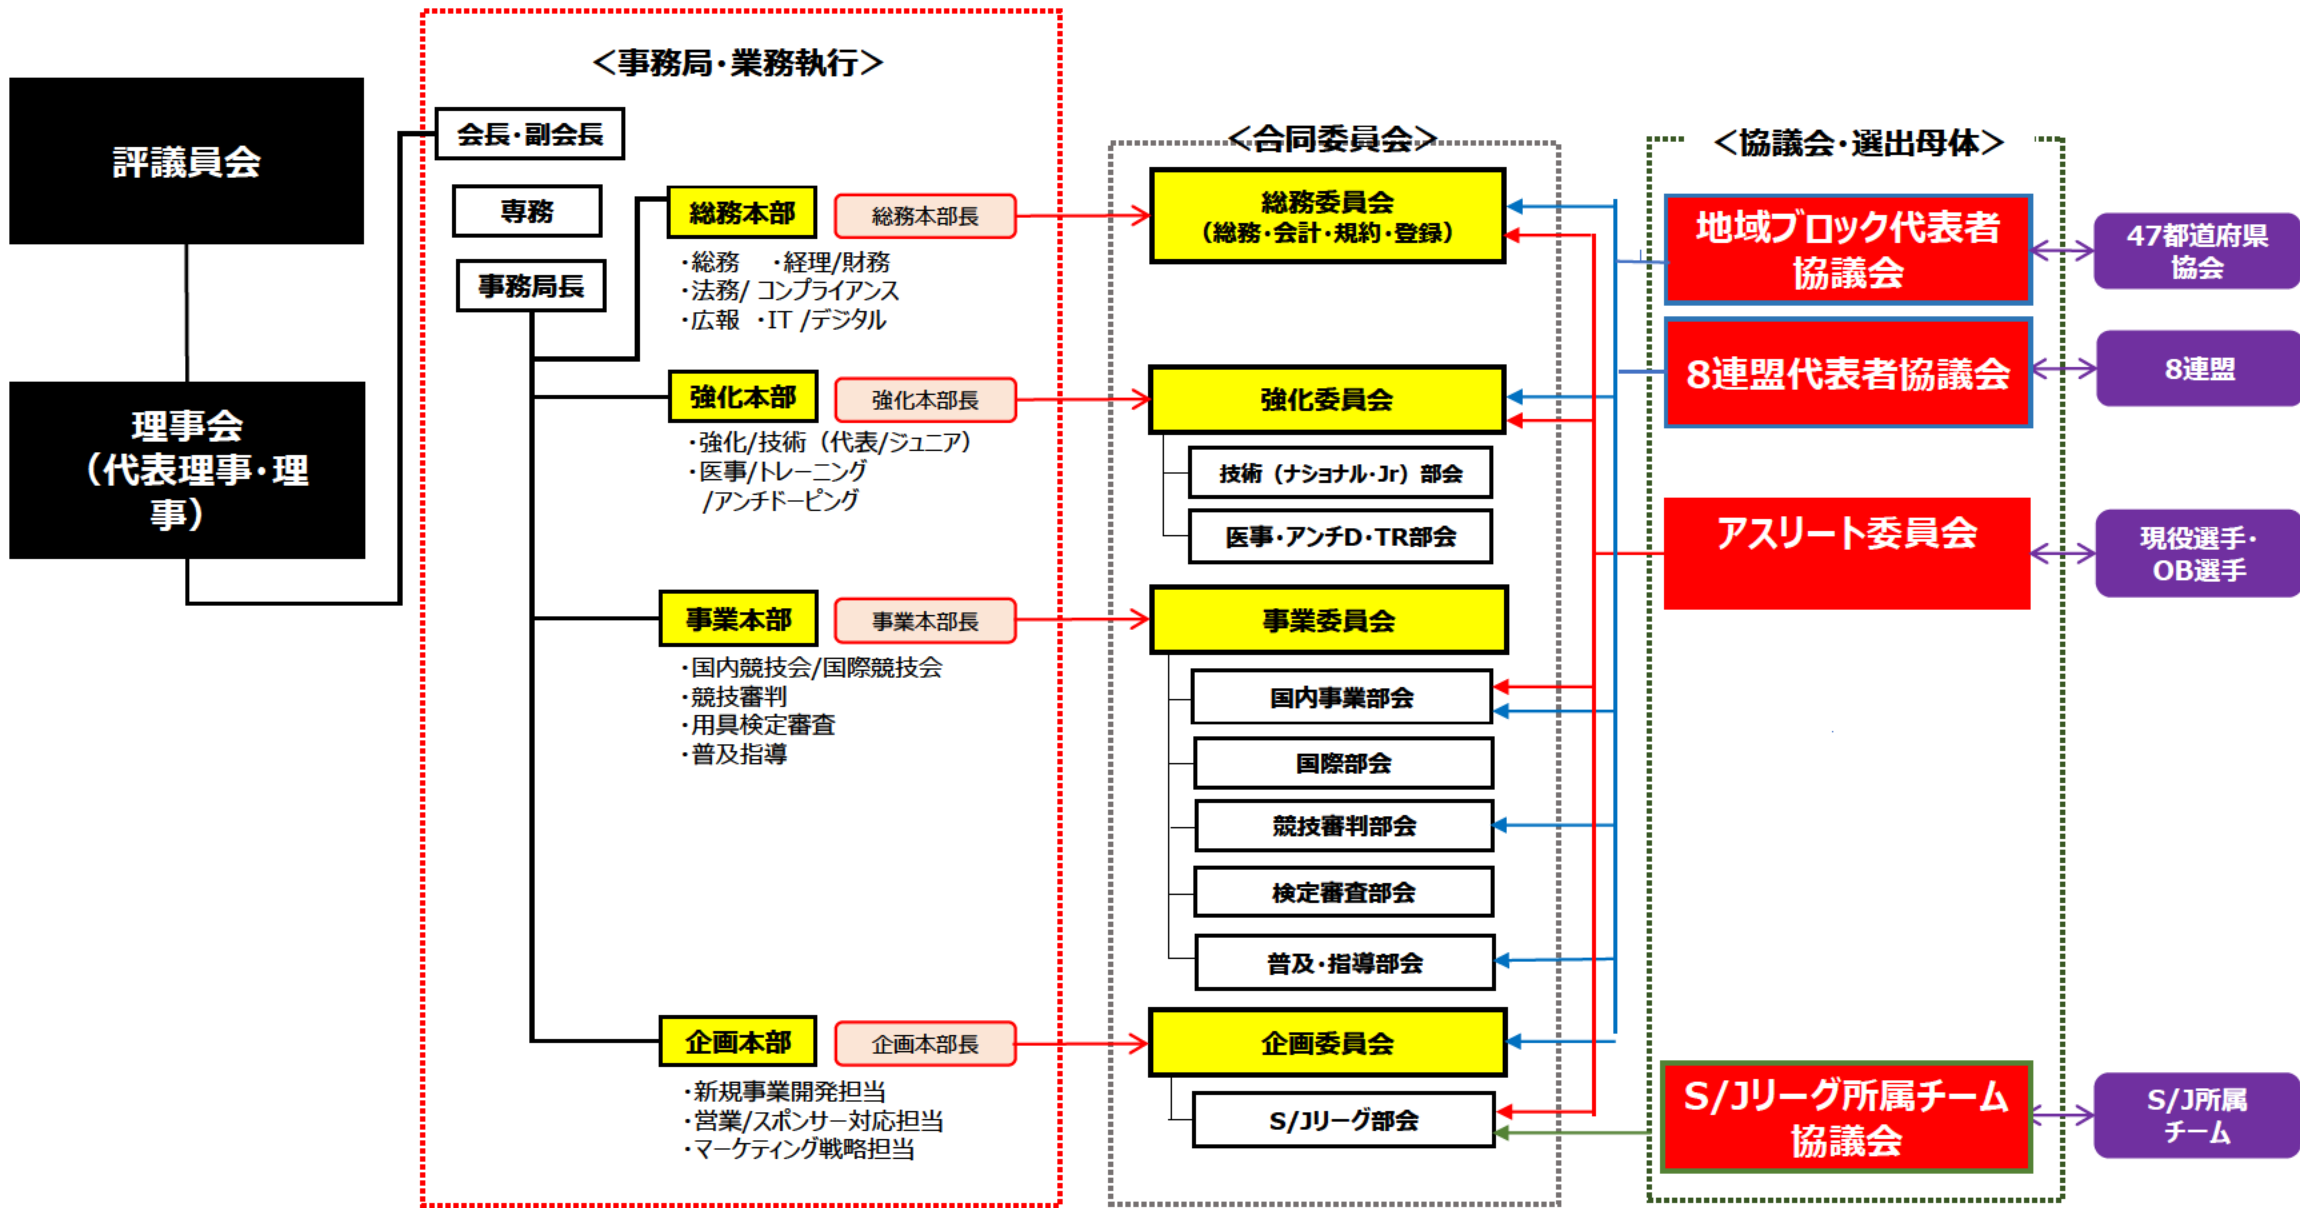 評議員会
理事会
（代表理事・理
事）
＜事務局・業務執行＞
会長・副会長
専務
事務局長
総務本部
総務本部長
・総務　・経理/財務
・法務/ コンプライアンス
・広報　・IT /デジタル
強化本部
強化本部長
・強化/技術（代表/ジュニア）
・医事/トレーニング
/アンチドーピング
事業本部
事業本部長
・国内競技会/国際競技会
・競技審判
・用具検定審査
・普及指導
企画本部
企画本部長
・新規事業開発担当
・営業/スポンサー対応担当
・マーケティング戦略担当
＜合同委員会＞
総務委員会
（総務・会計・規約・登録）
強化委員会
技術（ナショナル・Jr）部会
医事・アンチD・TR部会
事業委員会
国内事業部会
国際部会
競技審判部会
検定審査部会
普及・指導部会
企画委員会
S/Jリーグ部会
＜協議会・選出母体＞
地域ブロック代表者
協議会
8連盟代表者協議会
アスリート委員会
S/Jリーグ所属チーム
協議会
47都道府県
協会
8連盟
現役選手・
OB選手
S/J所属
チーム